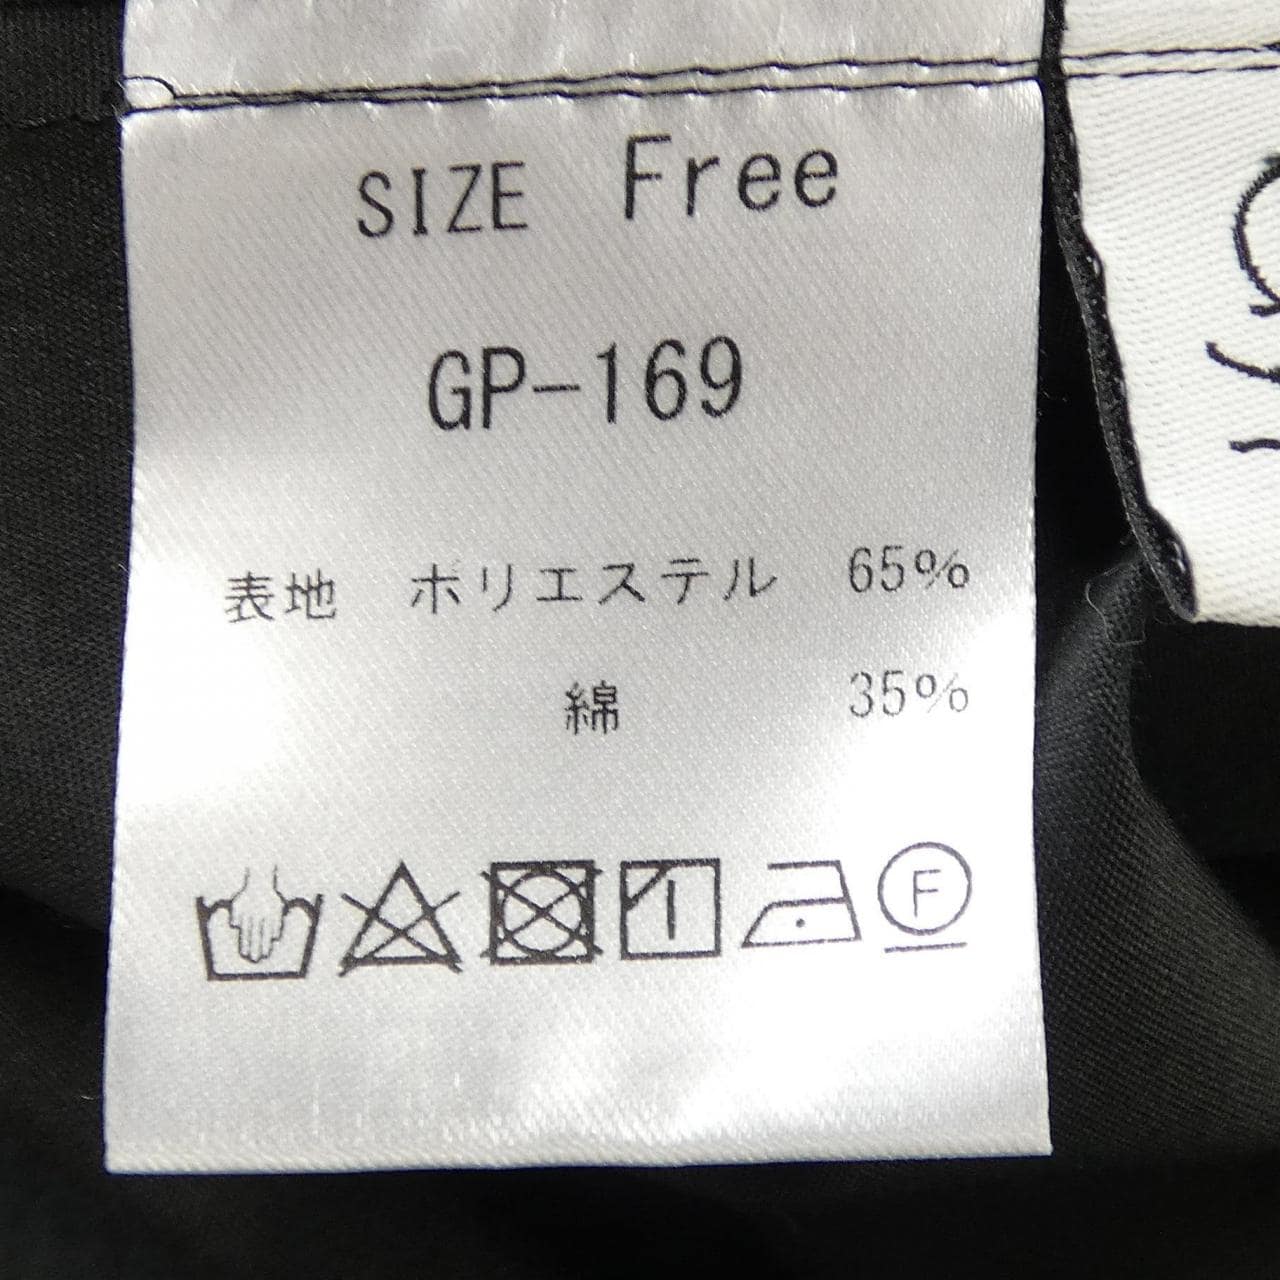 SIZE Free
GP-169
表地 ポリエステル 65%
綿 35%
F